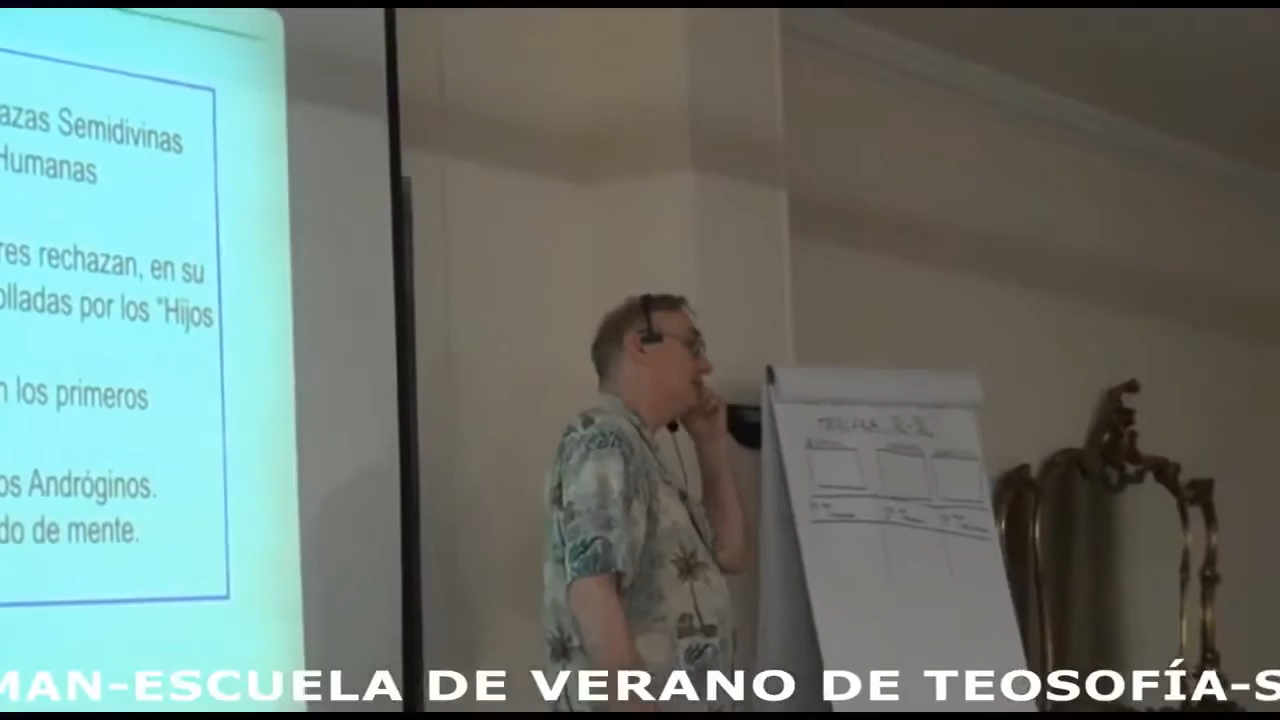 azas Semidivinas
Humanas
res rechazan, en su
olladas por los “Hijos
n los primeros
os Andróginos.
do de mente.
MAN-ESCUELA DE VERANO DE TEOSOFÍA-S